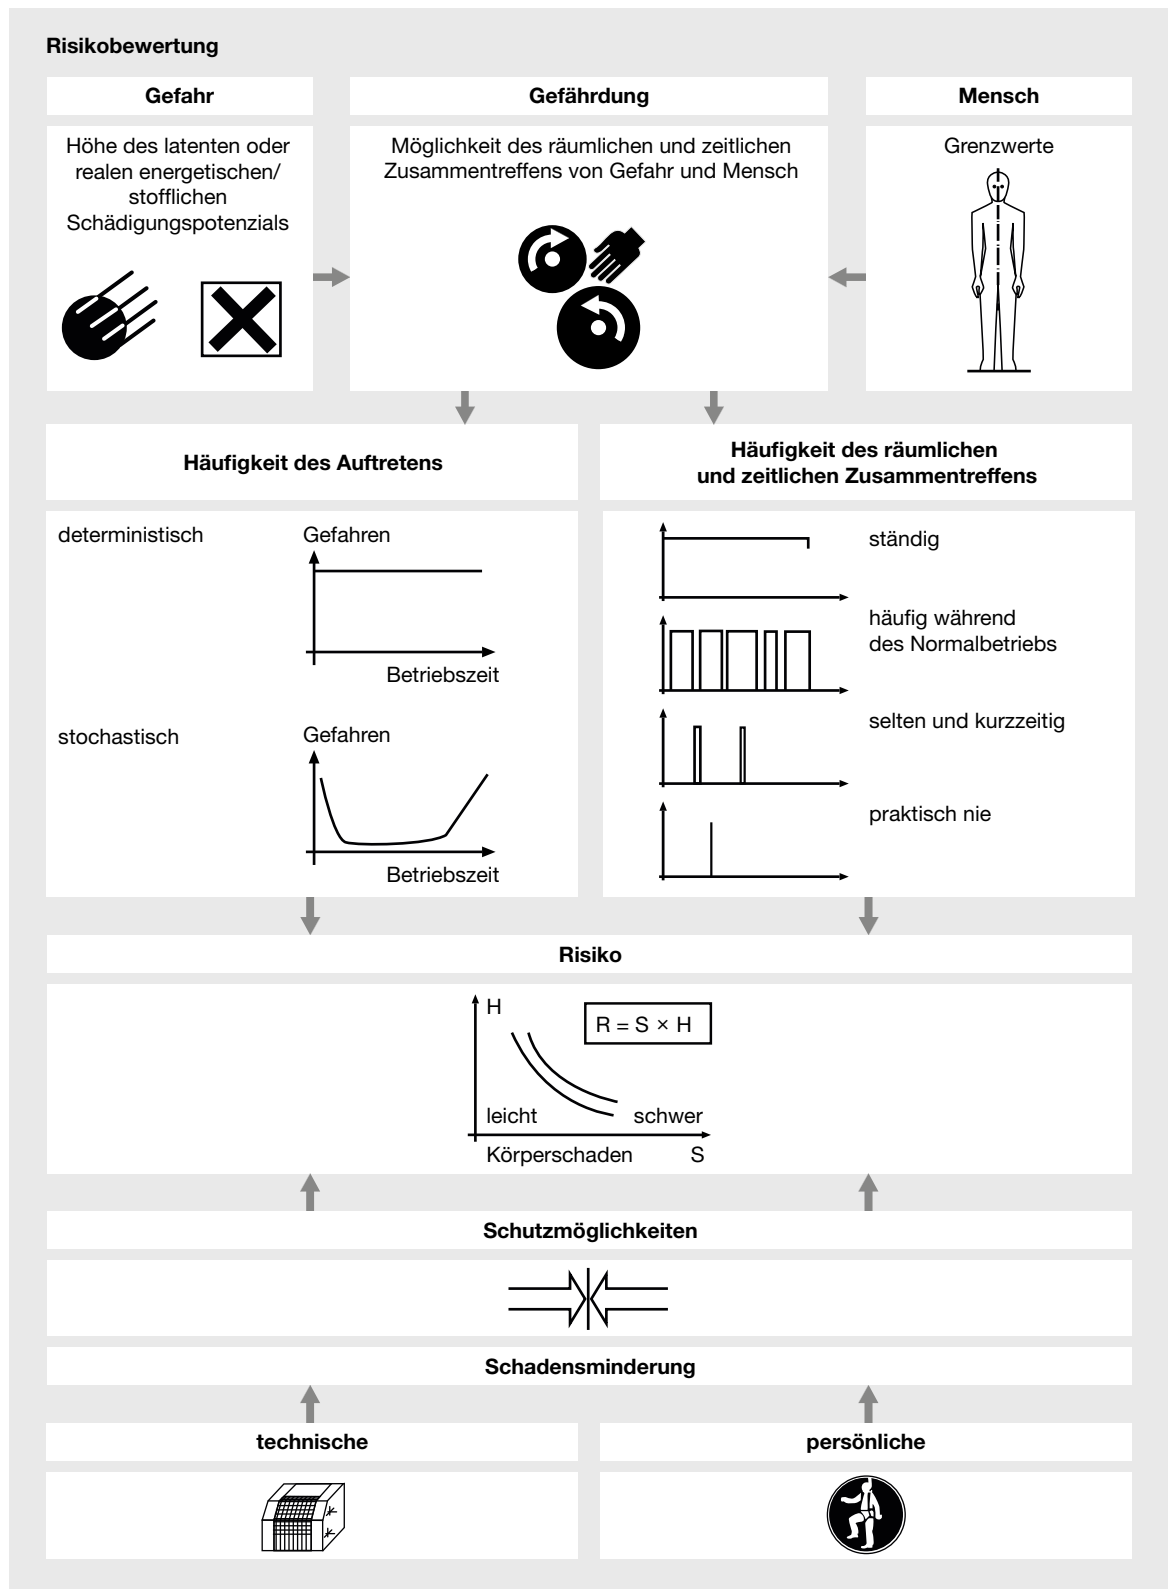 Risikobewertung
Gefahr
Höhe des latenten oder
realen energetischen/
stofflichen
Schädigungspotenzials
Gefährdung
Möglichkeit des räumlichen und zeitlichen
Zusammentreffens von Gefahr und Mensch
Mensch
Grenzwerte
Häufigkeit des Auftretens
deterministisch
Gefahren
Betriebszeit
stochastisch
Gefahren
Betriebszeit
Häufigkeit des räumlichen
und zeitlichen Zusammentreffens
ständig
häufig während
des Normalbetriebs
selten und kurzzeitig
praktisch nie
Risiko
H
R = S × H
leicht
schwer
Körperschaden
S
Schutzmöglichkeiten
Schadensminderung
technische
persönliche